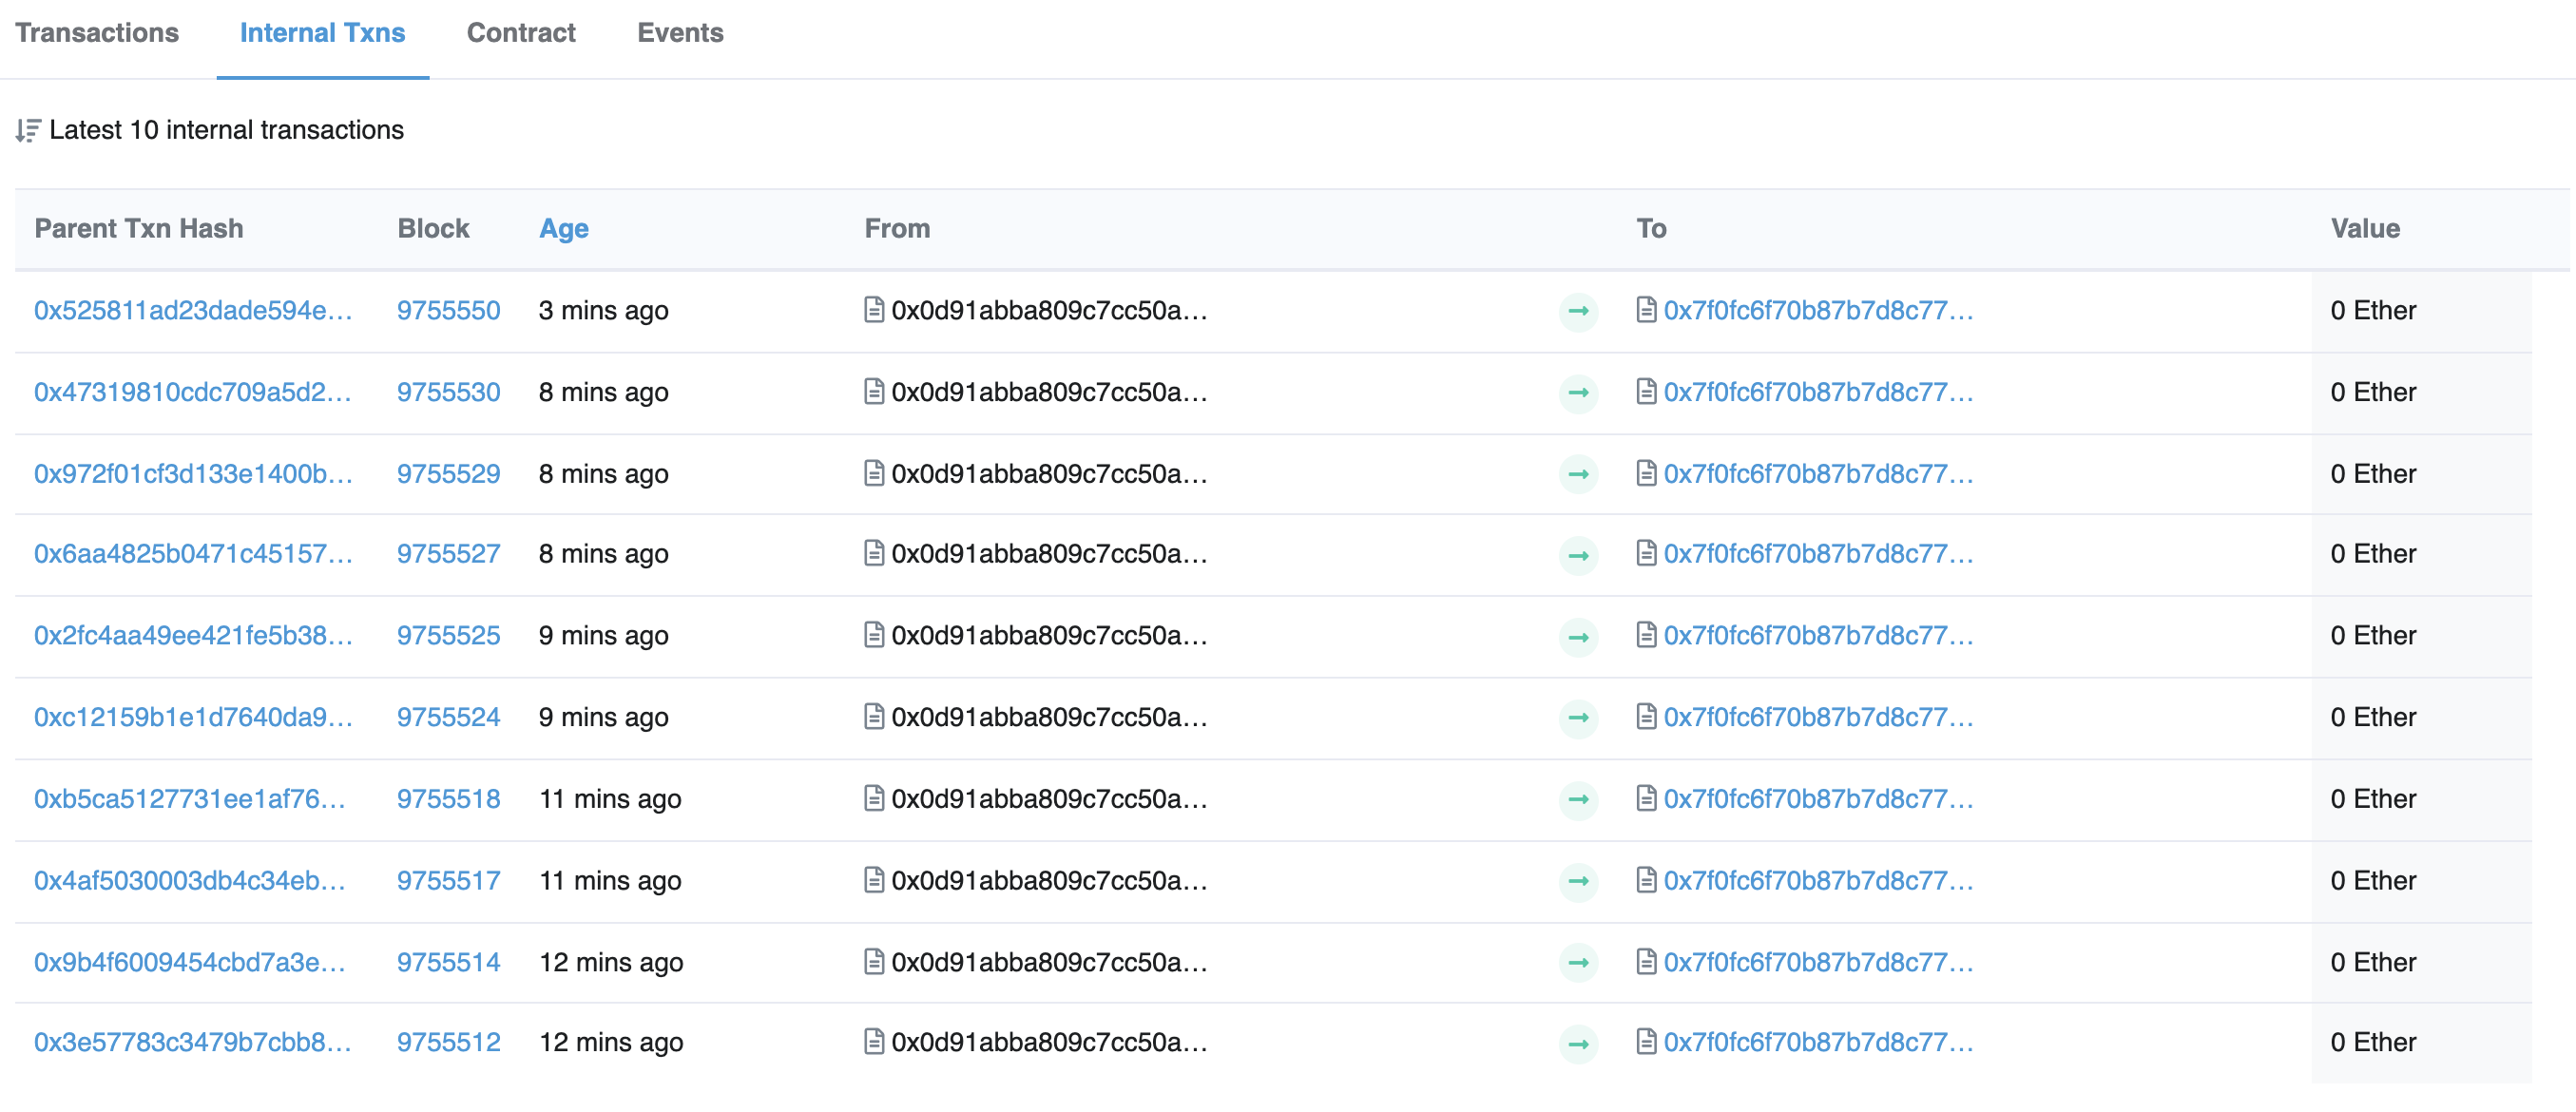 Transactions Internal Txns Contract Events
Latest 10 internal transactions
Parent Txn Hash Block Age From To Value
0x525811ad23dade594e... 9755550 3 mins ago 0x0d91abba809c7cc50a... 0x7f0fc6f70b87b7d8c77... 0 Ether
0x47319810cdc709a5d2... 9755530 8 mins ago 0x0d91abba809c7cc50a... 0x7f0fc6f70b87b7d8c77... 0 Ether
0x972f01cf3d133e1400b... 9755529 8 mins ago 0x0d91abba809c7cc50a... 0x7f0fc6f70b87b7d8c77... 0 Ether
0x6aa4825b0471c45157... 9755527 8 mins ago 0x0d91abba809c7cc50a... 0x7f0fc6f70b87b7d8c77... 0 Ether
0x2fc4aa49ee421fe5b38... 9755525 9 mins ago 0x0d91abba809c7cc50a... 0x7f0fc6f70b87b7d8c77... 0 Ether
0xc12159b1e1d7640da9... 9755524 9 mins ago 0x0d91abba809c7cc50a... 0x7f0fc6f70b87b7d8c77... 0 Ether
0xb5ca5127731ee1af76... 9755518 11 mins ago 0x0d91abba809c7cc50a... 0x7f0fc6f70b87b7d8c77... 0 Ether
0x4af5030003db4c34eb... 9755517 11 mins ago 0x0d91abba809c7cc50a... 0x7f0fc6f70b87b7d8c77... 0 Ether
0x9b4f6009454cbd7a3e... 9755514 12 mins ago 0x0d91abba809c7cc50a... 0x7f0fc6f70b87b7d8c77... 0 Ether
0x3e57783c3479b7cbb8... 9755512 12 mins ago 0x0d91abba809c7cc50a... 0x7f0fc6f70b87b7d8c77... 0 Ether